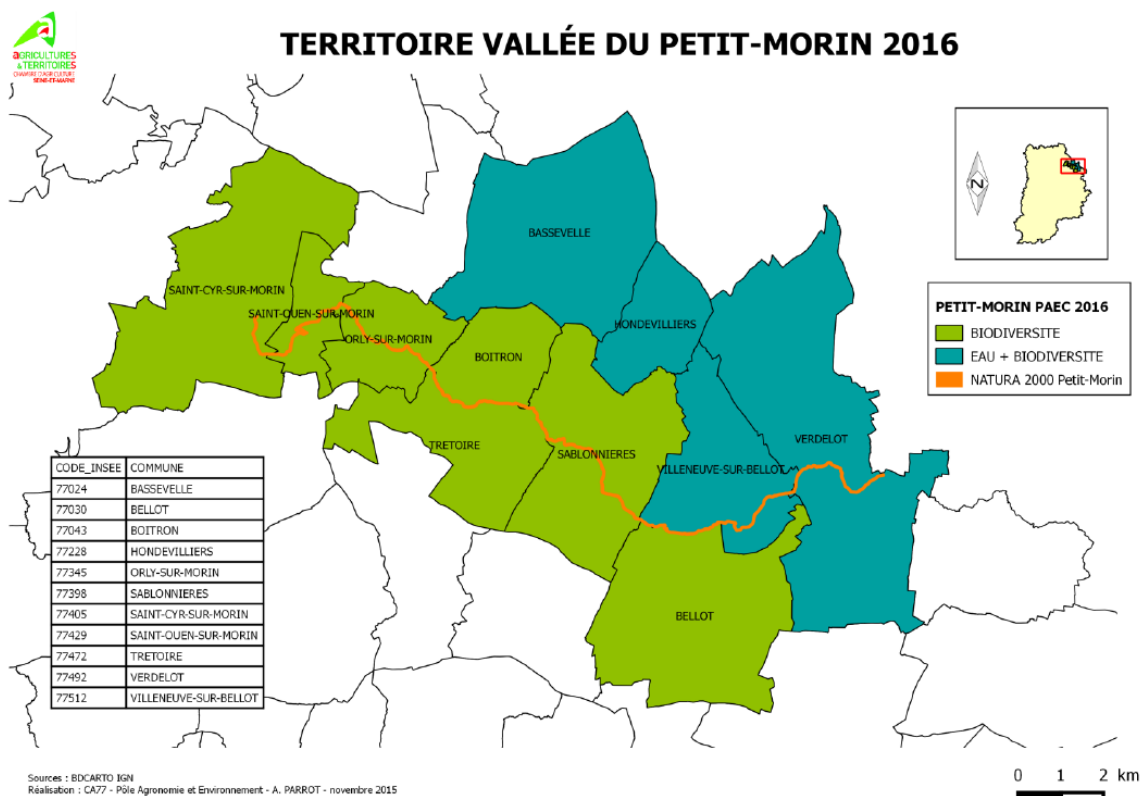 TERRITOIRE VALLÉE DU PETIT-MORIN 2016
aGRICULTURES
& TERRITOIRES
CHAMBRE D'AGRICULTURE
SEINE-ET-MARNE
N
BASSEVELLE
SAINT-CYR-SUR-MORIN
SAINT-OUEN-SUR-MORIN
HONDEVILLIERS
ORLY-SUR-MORIN
BOITRON
TRETOIRE
VERDELOT
SABLONNIERES
VILLENEUVE-SUR-BELLOT
BELLOT
PETIT-MORIN PAEC 2016
BIODIVERSITE
EAU + BIODIVERSITE
NATURA 2000 Petit-Morin
CODE_INSEE COMMUNE
77024 BASSEVELLE
77030 BELLOT
77043 BOITRON
77228 HONDEVILLIERS
77345 ORLY-SUR-MORIN
77398 SABLONNIERES
77405 SAINT-CYR-SUR-MORIN
77429 SAINT-OUEN-SUR-MORIN
77472 TRETOIRE
77492 VERDELOT
77512 VILLENEUVE-SUR-BELLOT
Sources : BDCARTO IGN
Réalisation : CA77 - Pôle Agronomie et Environnement - A. PARROT - novembre 2015
0 1 2 km